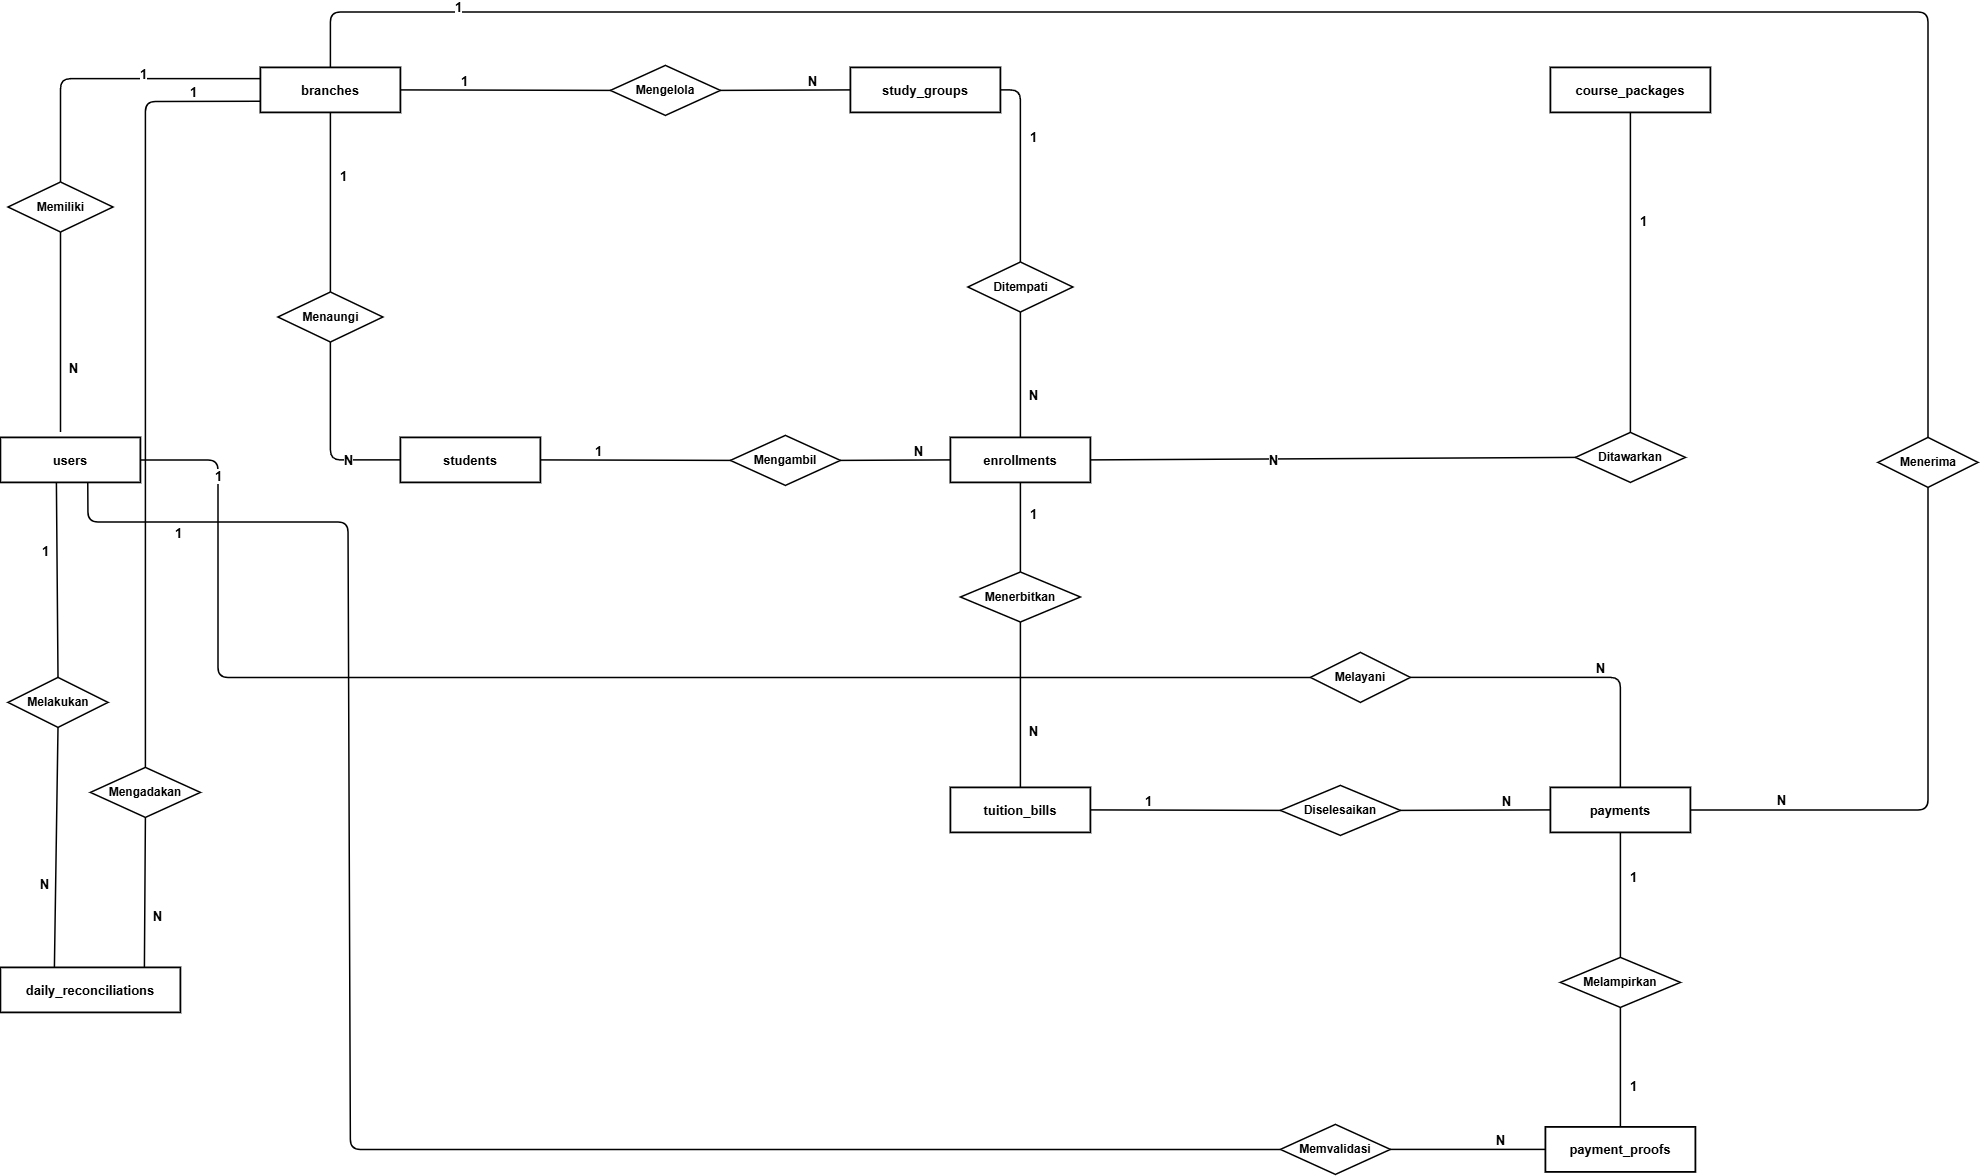 1
1
branches
1
Mengelola
N
study_groups
course_packages
1
1
1
1
Memiliki
Ditempati
Menaungi
N
N
users
N
students
1
Mengambil
N
enrollments
N
Ditawarkan
Menerima
1
1
1
1
Menerbitkan
N
Melayani
Melakukan
N
Mengadakan
1
N
N
tuition_bills
Diselesaikan
payments
1
N
N
daily_reconciliations
Melampirkan
1
N
Memvalidasi
payment_proofs